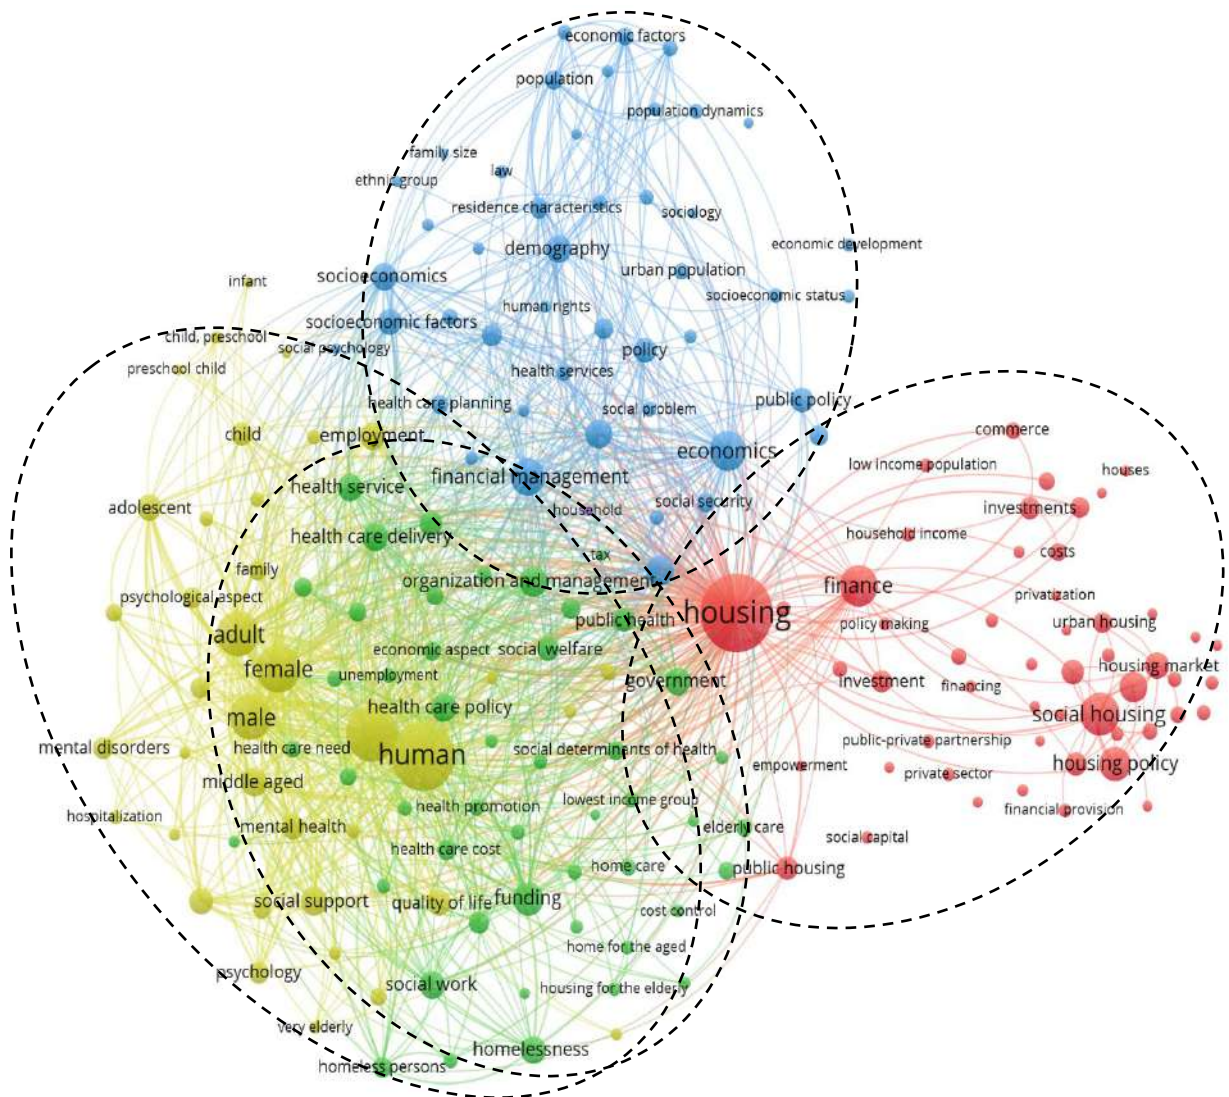 economic factors
population
population dynamics
family size
law
ethnic group
residence characteristics
sociology
demography
economic development
urban population
socioeconomics
infant
socioeconomic status
human rights
socioeconomic factors
child, preschool
social psychology
policy
preschool child
health services
public policy
health care planning
social problem
commerce
child
employment
economics
low income population
houses
financial management
health service
social security
adolescent
household
investments
health care delivery
household income
tax
costs
family
organization and management
finance
psychological aspect
privatization
housing
public health
policy making
urban housing
adult
economic aspect
social welfare
female
unemployment
government
investment
financing
housing market
health care policy
male
social housing
mental disorders
health care need
human
social determinants of health
public-private partnership
empowerment
private sector
housing policy
middle aged
health promotion
lowest income group
hospitalization
financial provision
mental health
elderly care
social capital
health care cost
home care
public housing
social support
quality of life
funding
cost control
home for the aged
psychology
social work
housing for the elderly
very elderly
homelessness
homeless persons